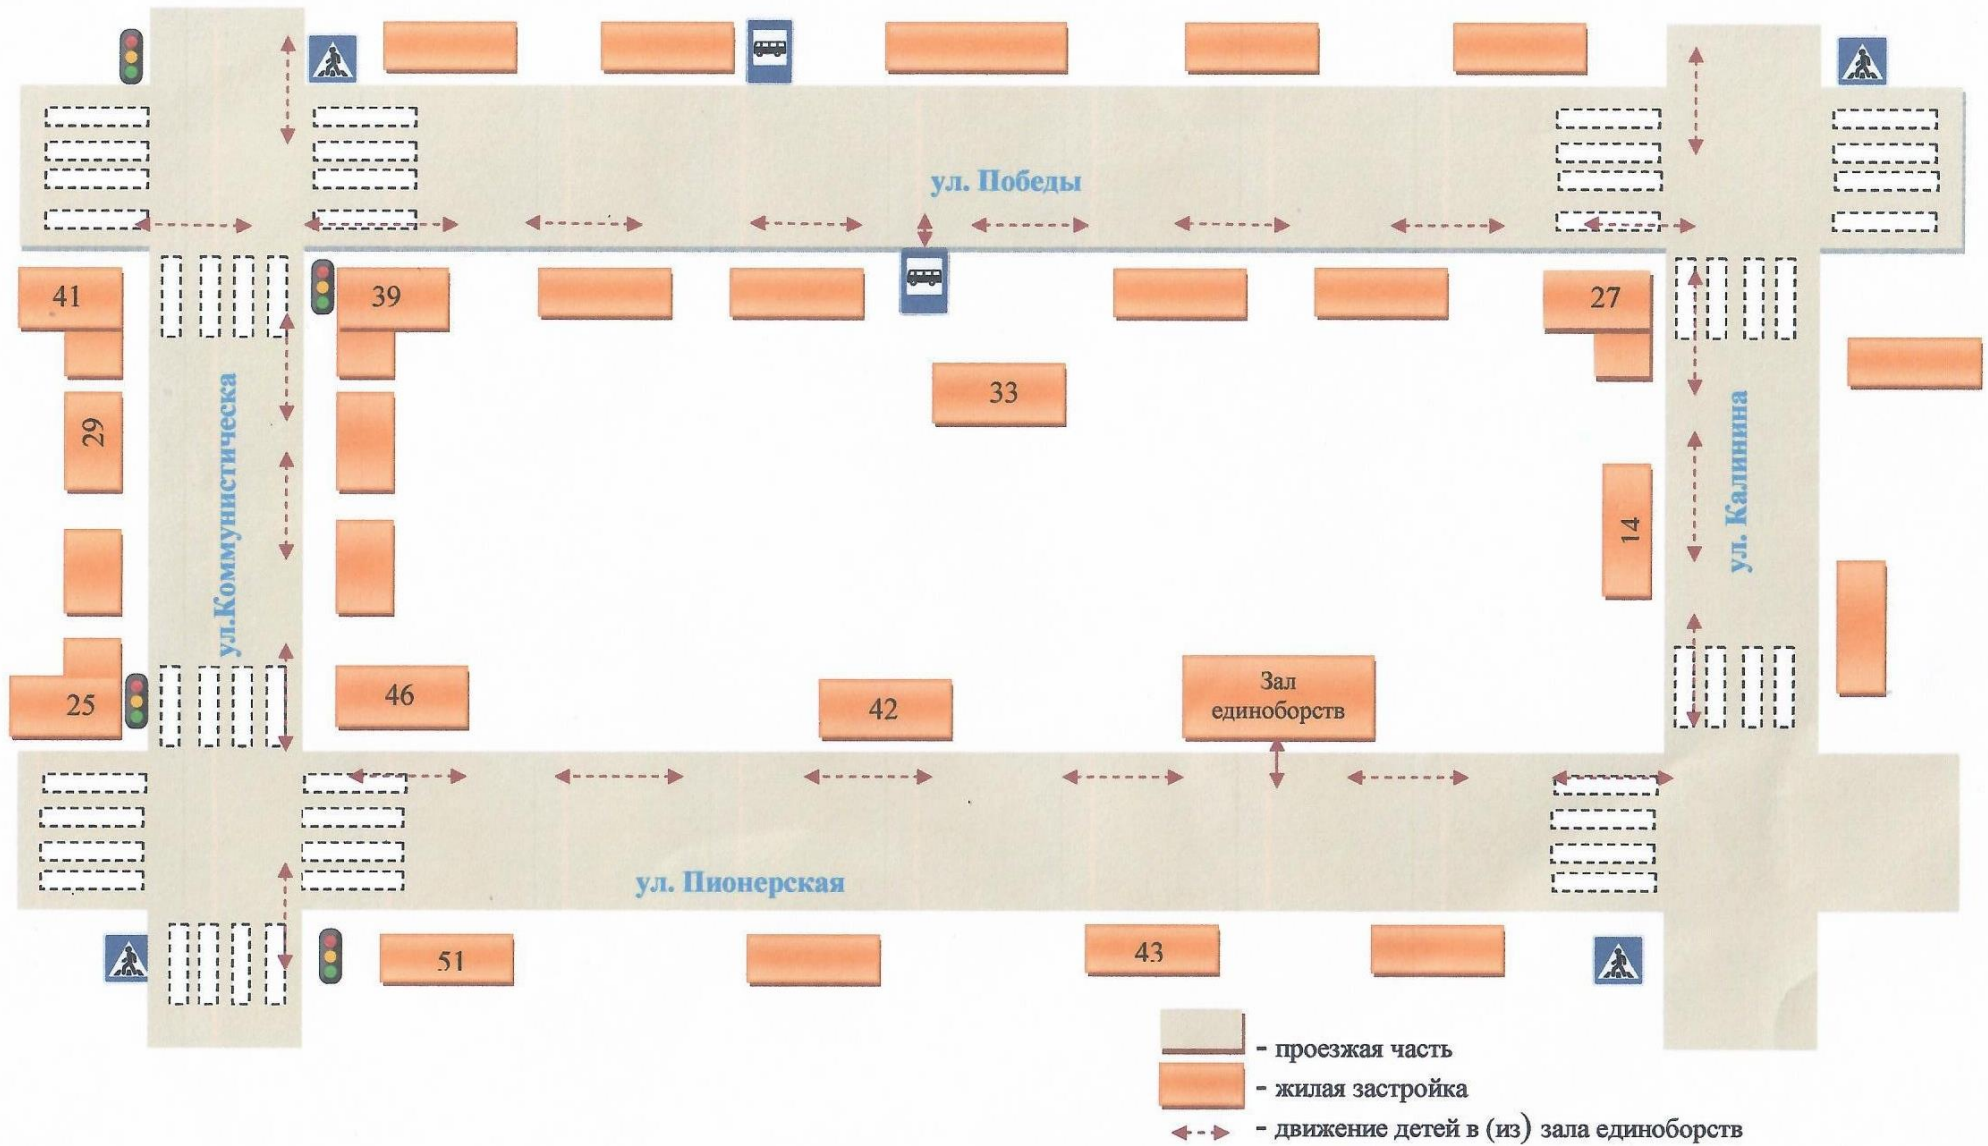 ул. Победы
41
39
27
33
29
ул.Коммунистическа
ул. Калинина
14
25
46
42
Зал
единоборств
ул. Пионерская
51
43
- проезжая часть
- жилая застройка
- движение детей в (из) зала единоборств